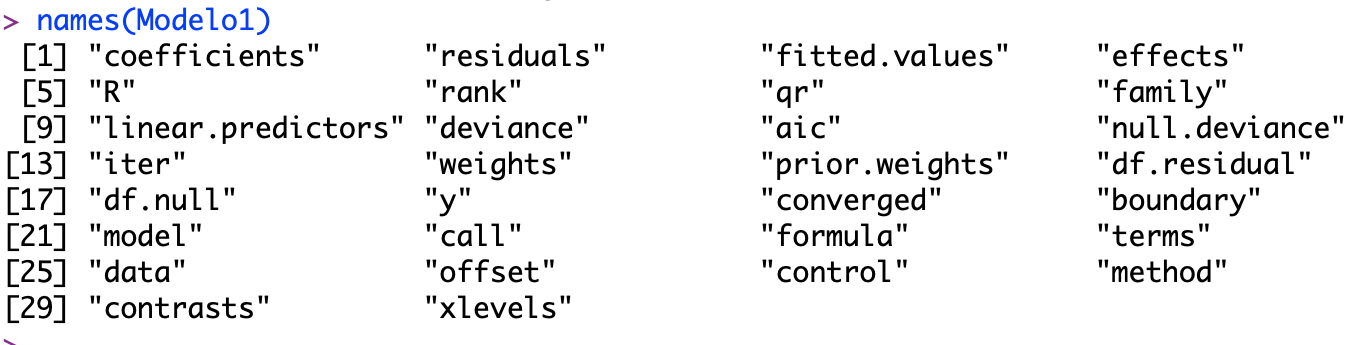 > names(Modelo1)
[1] "coefficients" "residuals" "fitted.values" "effects"
[5] "R" "rank" "qr" "family"
[9] "linear.predictors" "deviance" "aic" "null.deviance"
[13] "iter" "weights" "prior.weights" "df.residual"
[17] "df.null" "y" "converged" "boundary"
[21] "model" "call" "formula" "terms"
[25] "data" "offset" "control" "method"
[29] "contrasts" "xlevels"
>